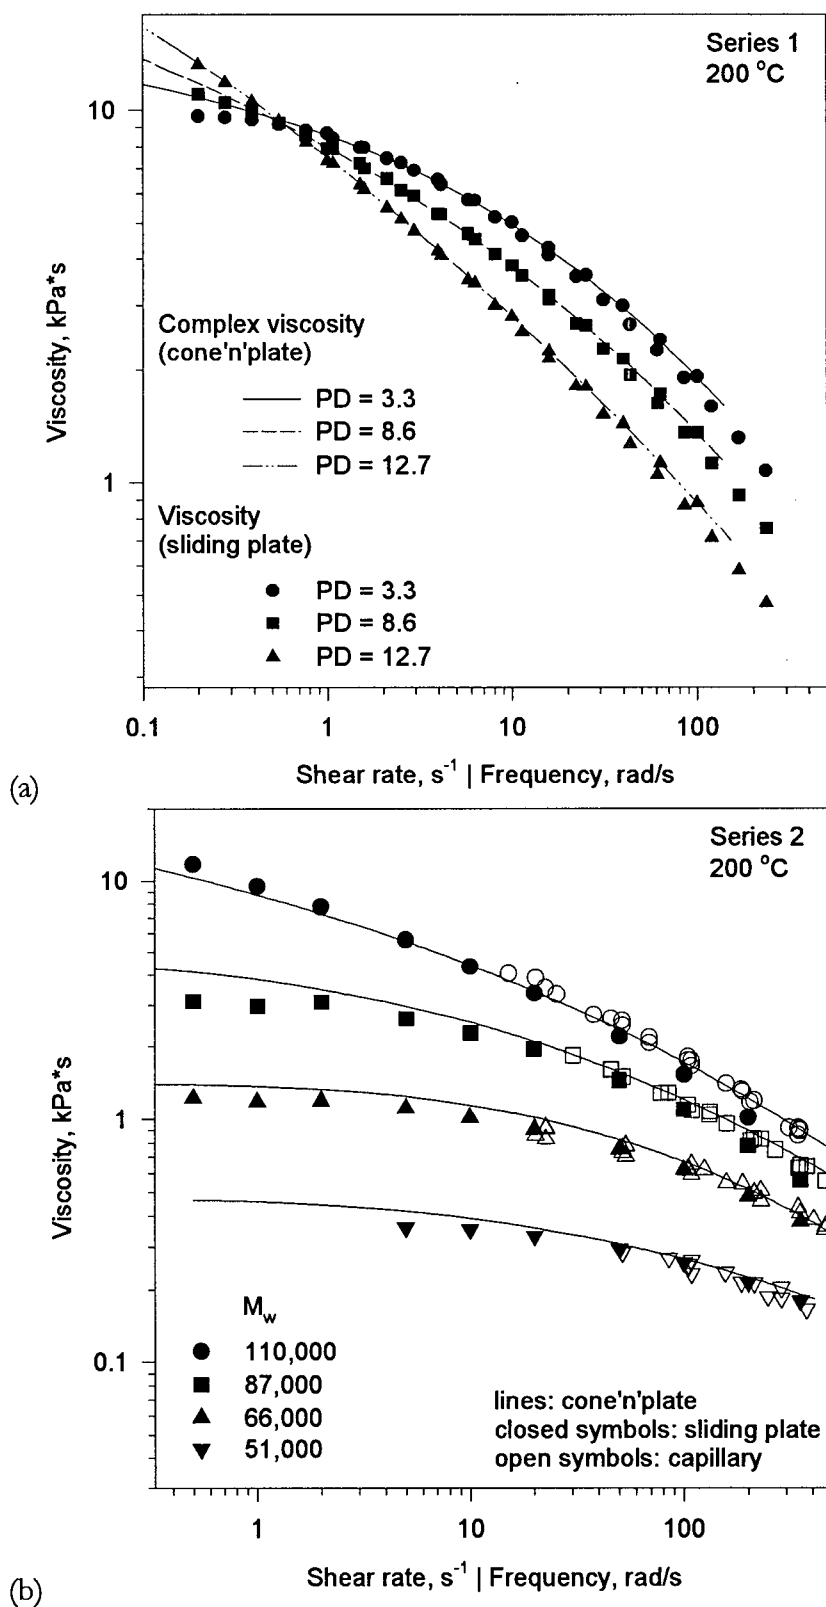 Series 1
200 °C
10
1
Viscosity, kPa*s
Complex viscosity
(cone'n'plate)
PD = 3.3
PD = 8.6
PD = 12.7
Viscosity
(sliding plate)
PD = 3.3
PD = 8.6
PD = 12.7
0.1 1 10 100
Shear rate, s⁻¹ | Frequency, rad/s
(a)
Series 2
200 °C
10
1
0.1
Viscosity, kPa*s
Mw
110,000
87,000
66,000
51,000
lines: cone'n'plate
closed symbols: sliding plate
open symbols: capillary
1 10 100
Shear rate, s⁻¹ | Frequency, rad/s
(b)